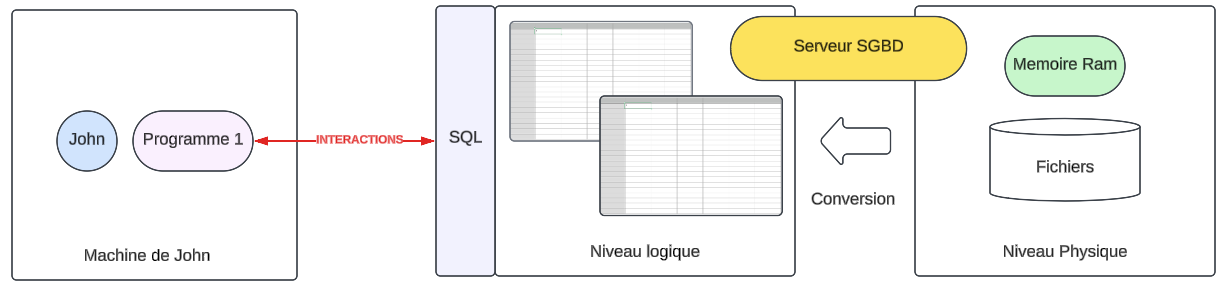 John
Programme 1
INTERACTIONS
Machine de John
SQL
Niveau logique
Serveur SGBD
Conversion
Memoire Ram
Fichiers
Niveau Physique